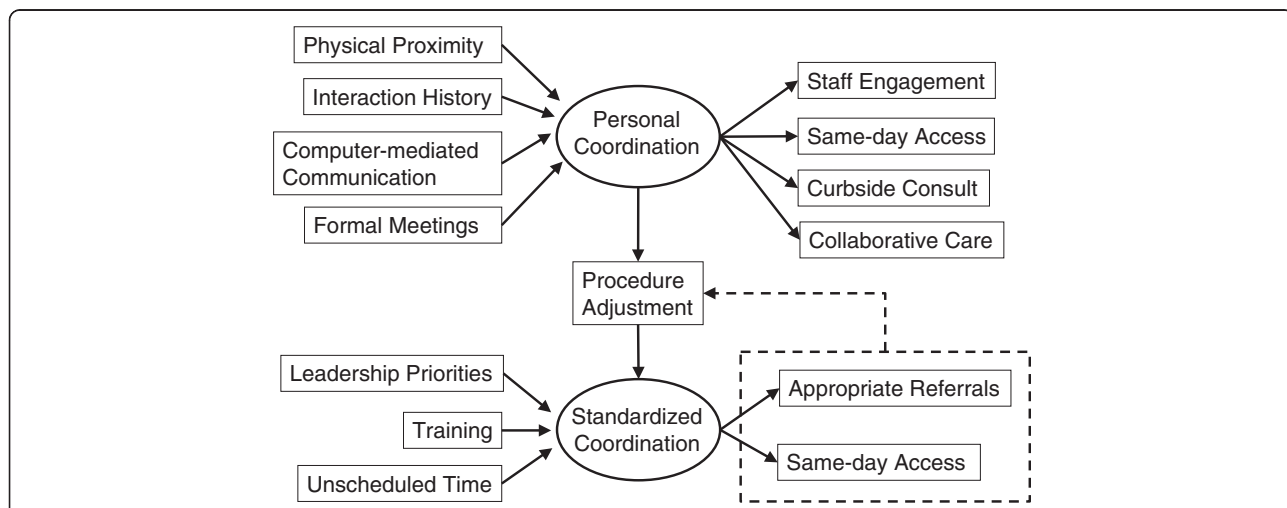 Physical Proximity
Interaction History
Computer-mediated
Communication
Formal Meetings
Personal
Coordination
Staff Engagement
Same-day Access
Curbside Consult
Collaborative Care
Procedure
Adjustment
Leadership Priorities
Training
Unscheduled Time
Standardized
Coordination
Appropriate Referrals
Same-day Access